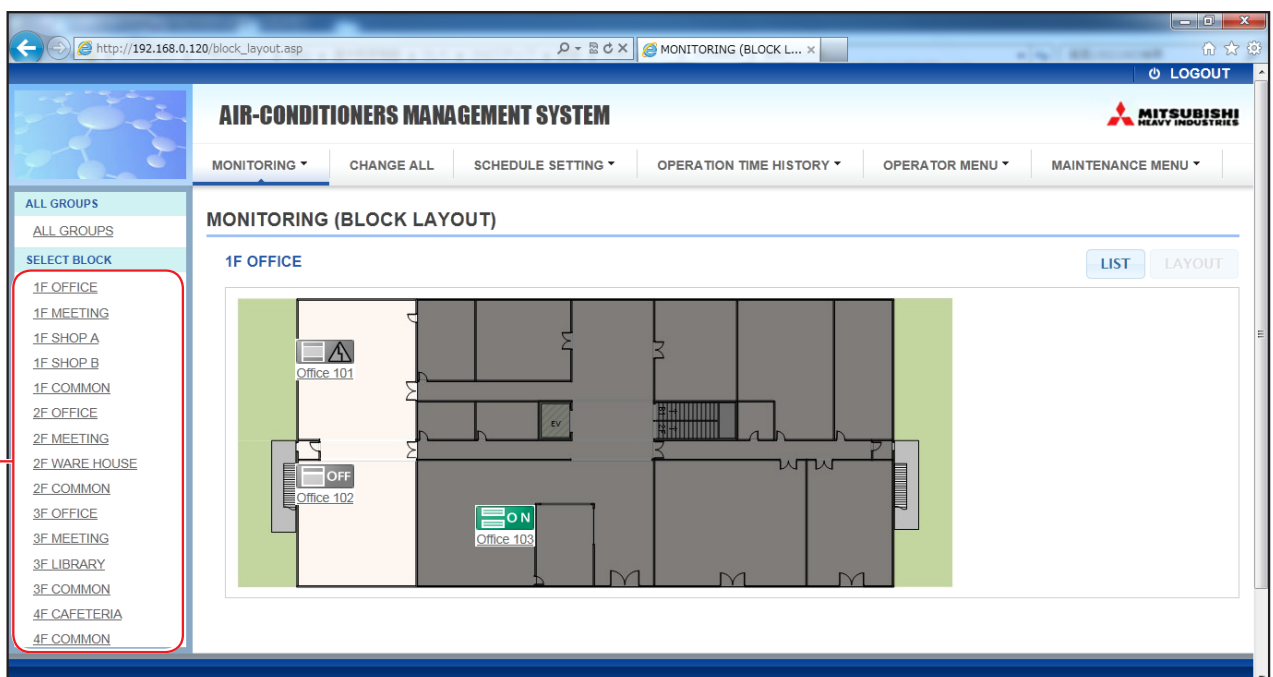 http://192.168.0.120/block_layout.asp
MONITORING (BLOCK L...
LOGOUT
AIR-CONDITIONERS MANAGEMENT SYSTEM
MITSUBISHI
HEAVY INDUSTRIES
MONITORING CHANGE ALL SCHEDULE SETTING OPERATION TIME HISTORY OPERATOR MENU MAINTENANCE MENU
ALL GROUPS
ALL GROUPS
SELECT BLOCK
1F OFFICE
1F MEETING
1F SHOP A
1F SHOP B
1F COMMON
2F OFFICE
2F MEETING
2F WARE HOUSE
2F COMMON
3F OFFICE
3F MEETING
3F LIBRARY
3F COMMON
4F CAFETERIA
4F COMMON
MONITORING (BLOCK LAYOUT)
1F OFFICE
LIST LAYOUT
Office 101
EV
B1
2F
OFF
Office 102
ON
Office 103